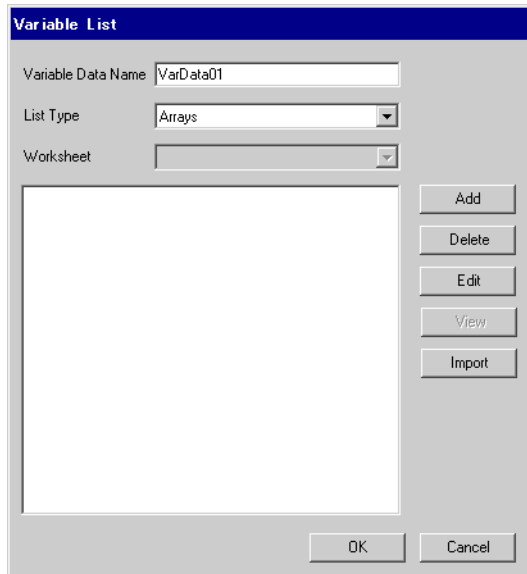 Variable List
Variable Data Name VarData01
List Type Arrays
Worksheet
Add
Delete
Edit
View
Import
OK Cancel